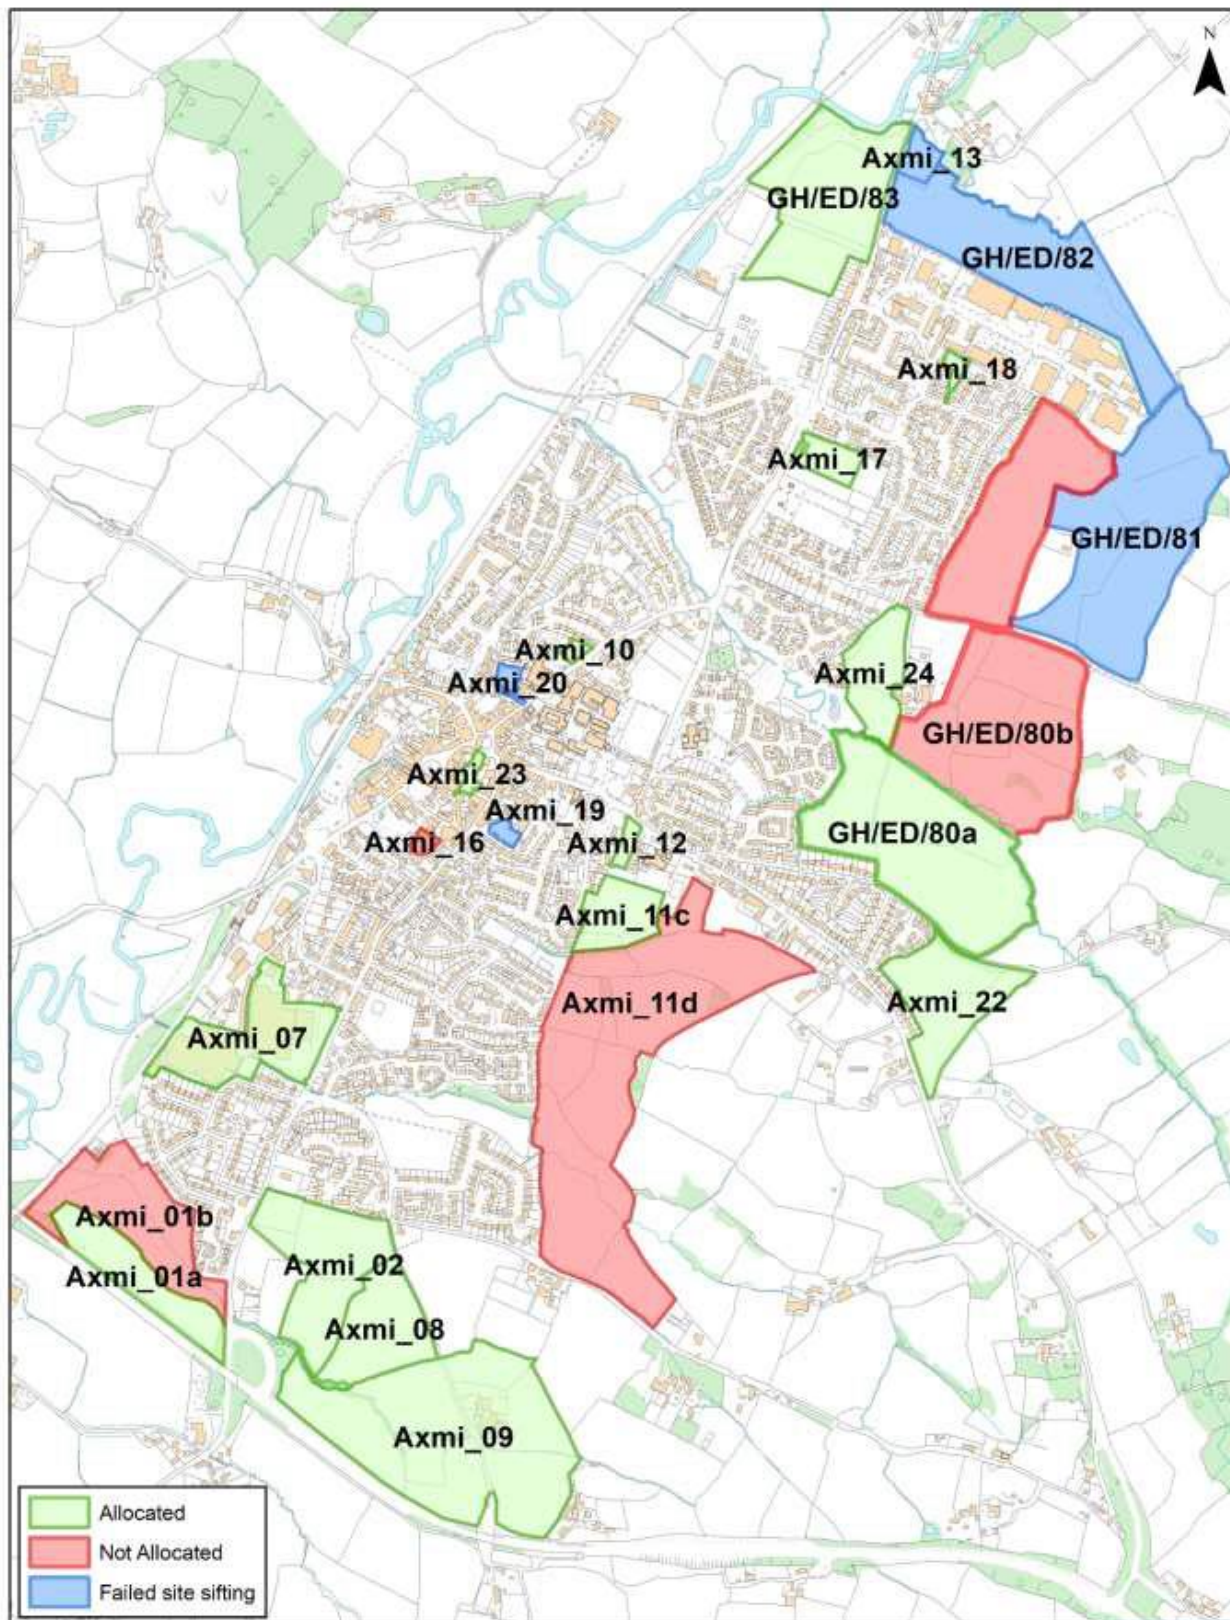 N
Axmi_13
GH/ED/83
GH/ED/82
Axmi_18
Axmi_17
GH/ED/81
Axmi_10
Axmi_24
Axmi_20
GH/ED/80b
Axmi_23
Axmi_19
GH/ED/80a
Axmi_16
Axmi_12
Axmi_11c
Axmi_11d
Axmi_22
Axmi_07
Axmi_01b
Axmi_02
Axmi_01a
Axmi_08
Axmi_09
Allocated
Not Allocated
Failed site sifting